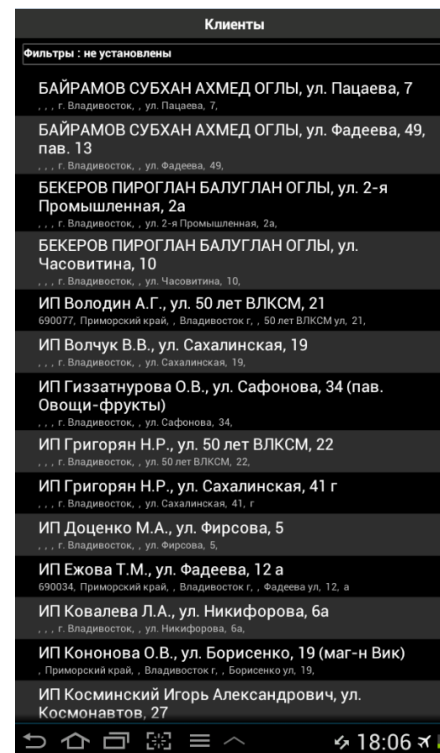 Клиенты
Фильтры : не установлены
БАЙРАМОВ СУБХАН АХМЕД ОГЛЫ, ул. Пацаева, 7
, , , г. Владивосток, , ул. Пацаева, 7,
БАЙРАМОВ СУБХАН АХМЕД ОГЛЫ, ул. Фадеева, 49,
пав. 13
, , , г. Владивосток, , ул. Фадеева, 49,
БЕКЕРОВ ПИРОГЛАН БАЛУГЛАН ОГЛЫ, ул. 2-я
Промышленная, 2а
, , , г. Владивосток, , ул. 2-я Промышленная, 2а,
БЕКЕРОВ ПИРОГЛАН БАЛУГЛАН ОГЛЫ, ул.
Часовитина, 10
, , , г. Владивосток, , ул. Часовитина, 10,
ИП Володин А.Г., ул. 50 лет ВЛКСМ, 21
690077, Приморский край, , Владивосток г, , 50 лет ВЛКСМ ул, 21,
ИП Волчук В.В., ул. Сахалинская, 19
, , , г. Владивосток, , ул. Сахалинская, 19,
ИП Гиззатнурова О.В., ул. Сафонова, 34 (пав.
Овощи-фрукты)
, , , г. Владивосток, , ул. Сафонова, 34,
ИП Григорян Н.Р., ул. 50 лет ВЛКСМ, 22
, , , г. Владивосток, , ул. 50 лет ВЛКСМ, 22,
ИП Григорян Н.Р., ул. Сахалинская, 41 г
, , , г. Владивосток, , ул. Сахалинская, 41, г
ИП Доценко М.А., ул. Фирсова, 5
, , , г. Владивосток, , ул. Фирсова, 5,
ИП Ежова Т.М., ул. Фадеева, 12 а
690034, Приморский край, , Владивосток г, , Фадеева ул, 12, а
ИП Ковалева Л.А., ул. Никифорова, 6а
, , , г. Владивосток, , ул. Никифорова, 6а,
ИП Кононова О.В., ул. Борисенко, 19 (маг-н Вик)
, Приморский край, , Владивосток г, , Борисенко ул, 19,
ИП Косминский Игорь Александрович, ул.
Космонавтов, 27
18:06